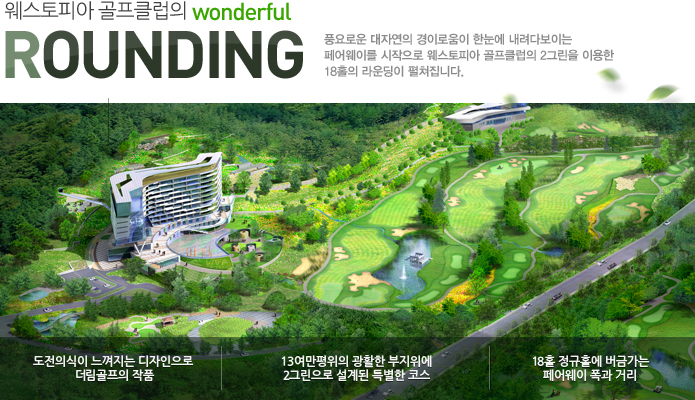 웨스토피아 골프클럽의 wonderful
ROUNDING
풍요로운 대자연의 경이로움이 한눈에 내려다보이는
페어웨이를 시작으로 웨스토피아 골프클럽의 2그린을 이용한
18홀의 라운딩이 펼쳐집니다.
도전의식이 느껴지는 디자인으로
더림골프의 작품
13여만평위의 광활한 부지위에
2그린으로 설계된 특별한 코스
18홀 정규홀에 버금가는
페어웨이 폭과 거리